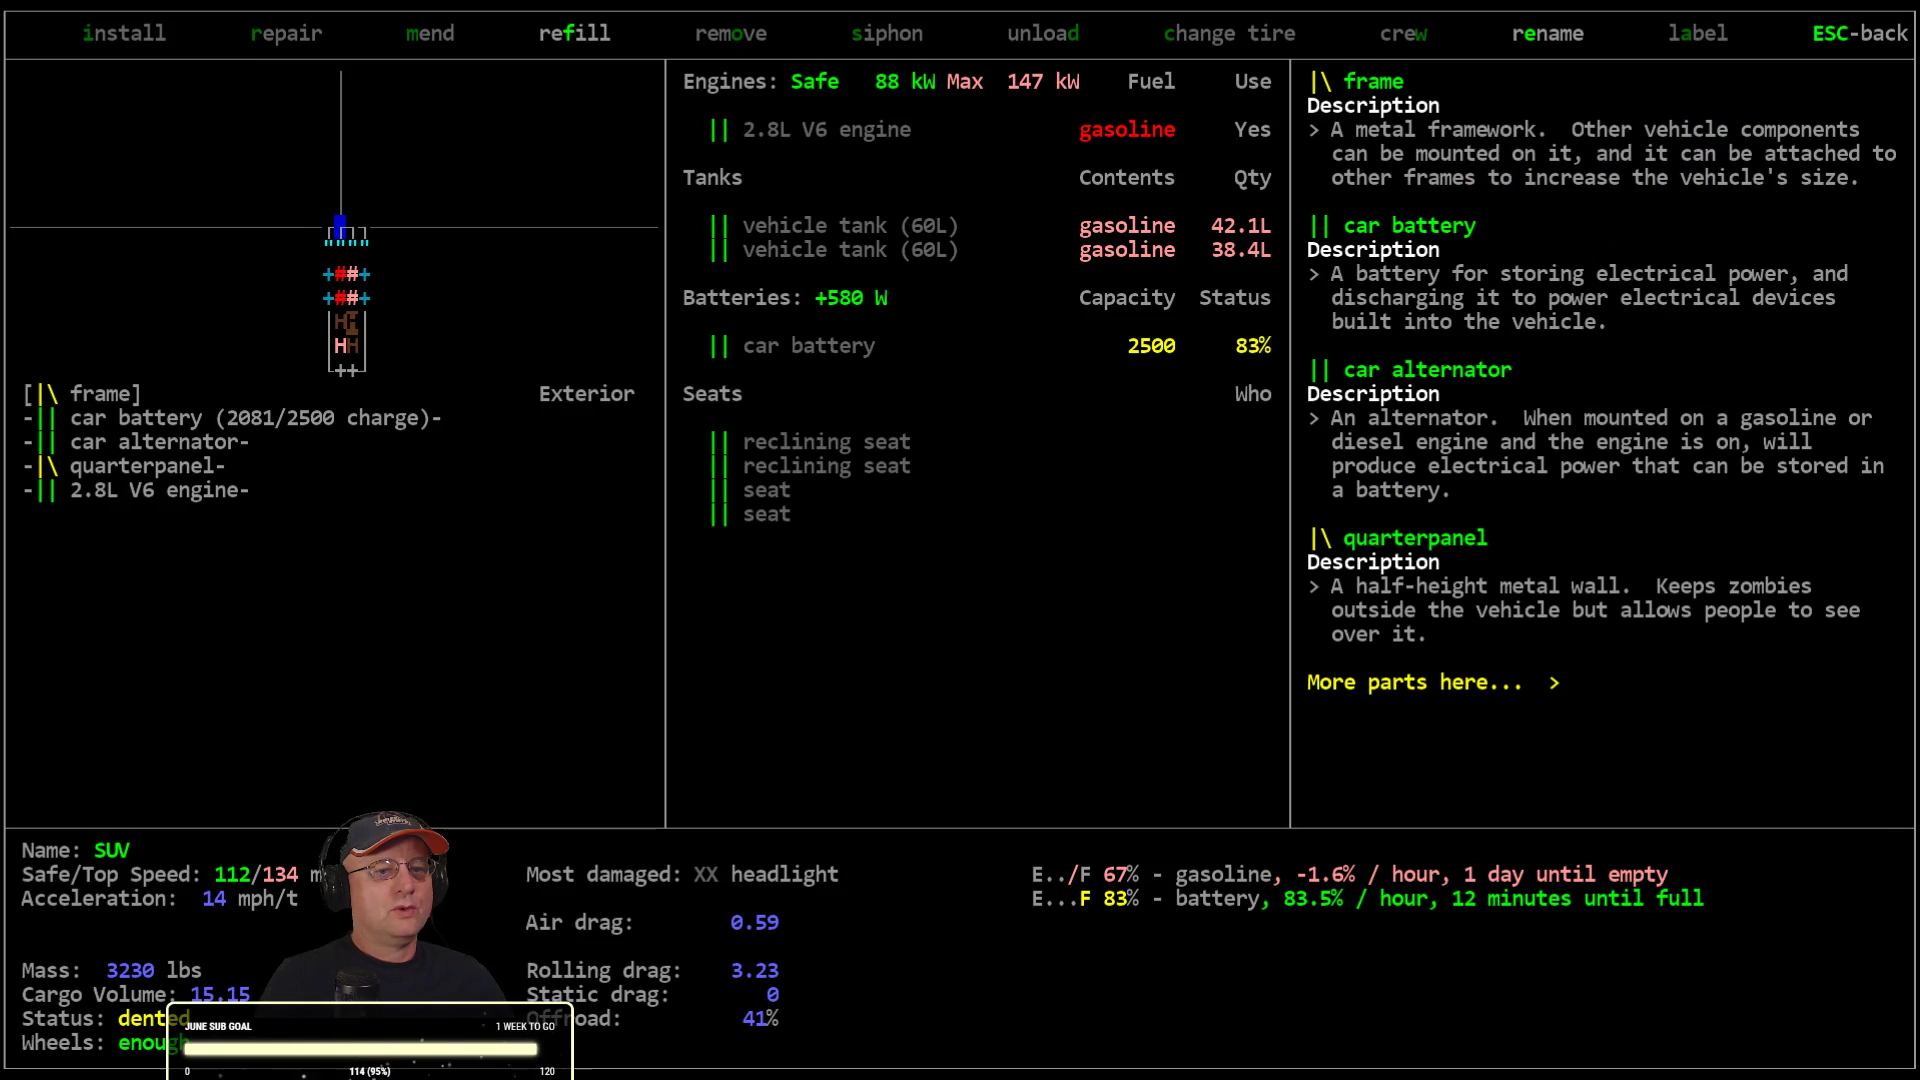 install repair mend refill remove siphon unload change tire crew rename label ESC-back
Engines: Safe 88 kW Max 147 kW Fuel Use
|| 2.8L V6 engine gasoline Yes
Tanks Contents Qty
|| vehicle tank (60L) gasoline 42.1L
|| vehicle tank (60L) gasoline 38.4L
Batteries: +580 W Capacity Status
|| car battery 2500 83%
Seats Who
|| reclining seat
|| reclining seat
|| seat
|| seat
[|\ frame] Exterior
-|| car battery (2081/2500 charge)-
-|| car alternator-
-|\ quarterpanel-
-|| 2.8L V6 engine-
|\ frame
Description
> A metal framework. Other vehicle components
can be mounted on it, and it can be attached to
other frames to increase the vehicle's size.
|| car battery
Description
> A battery for storing electrical power, and
discharging it to power electrical devices
built into the vehicle.
|| car alternator
Description
> An alternator. When mounted on a gasoline or
diesel engine and the engine is on, will
produce electrical power that can be stored in
a battery.
|\ quarterpanel
Description
> A half-height metal wall. Keeps zombies
outside the vehicle but allows people to see
over it.
More parts here... >
Name: SUV
Safe/Top Speed: 112/134 m
Acceleration: 14 mph/t
Mass: 3230 lbs
Cargo Volume: 15.15
Status: dented
Wheels: enough
Most damaged: XX headlight
Air drag: 0.59
Rolling drag: 3.23
Static drag: 0
Offroad: 41%
E../F 67% - gasoline, -1.6% / hour, 1 day until empty
E...F 83% - battery, 83.5% / hour, 12 minutes until full
JUNE SUB GOAL 1 WEEK TO GO
0 114 (95%) 120